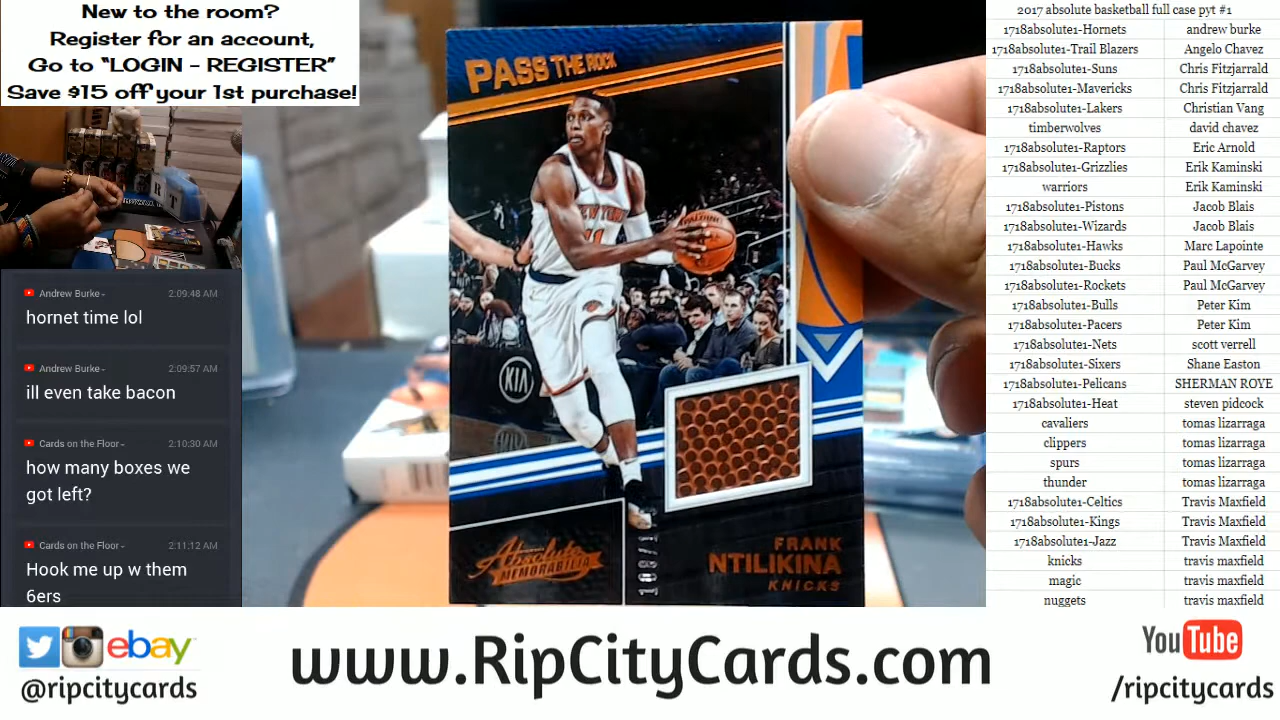 New to the room?
Register for an account,
Go to "LOGIN - REGISTER"
Save $15 off your 1st purchase!
R T
Andrew Burke -
2:09:48 AM
hornet time lol
Andrew Burke -
2:09:57 AM
ill even take bacon
Cards on the Floor -
2:10:30 AM
how many boxes we
got left?
Cards on the Floor -
2:11:12 AM
Hook me up w them
6ers
PASS THE ROCK
SPALDING
NEW YORK
11
KIA
Absolute
MEMORABILIA
FRANK
NTILIKINA
KNICKS
2017 absolute basketball full case pyt #1
1718absolute1-Hornets andrew burke
1718absolute1-Trail Blazers Angelo Chavez
1718absolute1-Suns Chris Fitzjarrald
1718absolute1-Mavericks Chris Fitzjarrald
1718absolute1-Lakers Christian Vang
timberwolves david chavez
1718absolute1-Raptors Eric Arnold
1718absolute1-Grizzlies Erik Kaminski
warriors Erik Kaminski
1718absolute1-Pistons Jacob Blais
1718absolute1-Wizards Jacob Blais
1718absolute1-Hawks Marc Lapointe
1718absolute1-Bucks Paul McGarvey
1718absolute1-Rockets Paul McGarvey
1718absolute1-Bulls Peter Kim
1718absolute1-Pacers Peter Kim
1718absolute1-Nets scott verrell
1718absolute1-Sixers Shane Easton
1718absolute1-Pelicans SHERMAN ROYE
1718absolute1-Heat steven pidcock
cavaliers tomas lizarraga
clippers tomas lizarraga
spurs tomas lizarraga
thunder tomas lizarraga
1718absolute1-Celtics Travis Maxfield
1718absolute1-Kings Travis Maxfield
1718absolute1-Jazz Travis Maxfield
knicks travis maxfield
magic travis maxfield
nuggets travis maxfield
ebay
@ripcitycards
www.RipCityCards.com
YouTube
/ripcitycards